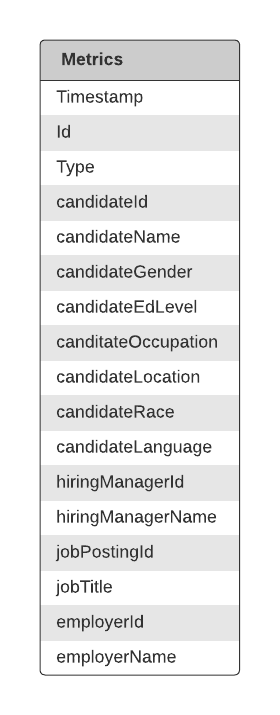 Metrics
Timestamp
Id
Type
candidateId
candidateName
candidateGender
candidateEdLevel
canditateOccupation
candidateLocation
candidateRace
candidateLanguage
hiringManagerId
hiringManagerName
jobPostingId
jobTitle
employerId
employerName